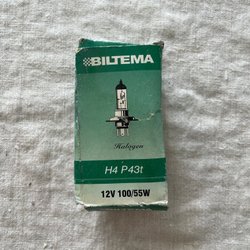 BILTEMA
Halogen
H4 P43t
12V 100/55W